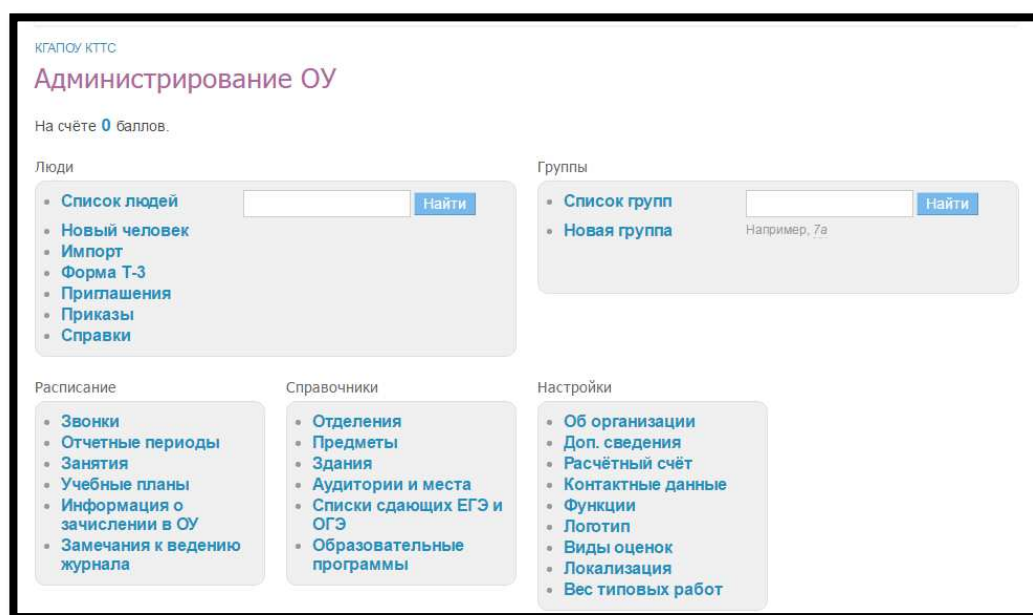 КГАПОУ КТТС
Администрирование ОУ
На счёте 0 баллов.
Люди
Список людей
Найти
Новый человек
Импорт
Форма Т-3
Приглашения
Приказы
Справки
Группы
Список групп
Найти
Новая группа
Например, 7а
Расписание
Звонки
Отчетные периоды
Занятия
Учебные планы
Информация о
зачислении в ОУ
Замечания к ведению
журнала
Справочники
Отделения
Предметы
Здания
Аудитории и места
Списки сдающих ЕГЭ и
ОГЭ
Образовательные
программы
Настройки
Об организации
Доп. сведения
Расчётный счёт
Контактные данные
Функции
Логотип
Виды оценок
Локализация
Вес типовых работ